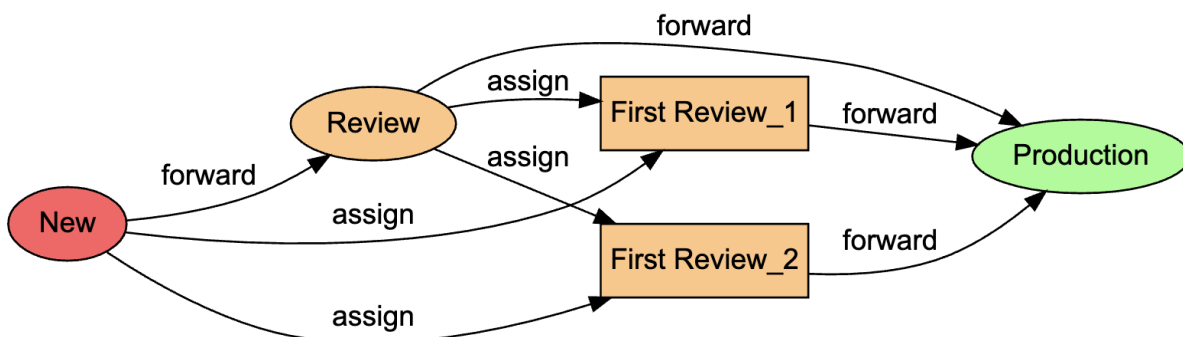 forward
assign
First Review_1
forward
Review
Production
assign
forward
New
assign
forward
First Review_2
assign